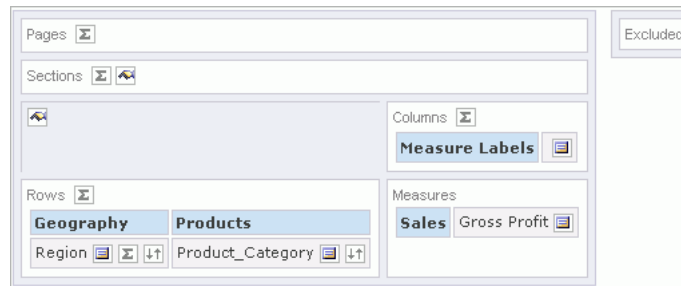 Pages Σ
Excluded
Sections Σ
Columns Σ
Measure Labels
Rows Σ
Measures
Geography Products
Sales Gross Profit
Region Σ ↓↑ Product_Category ↓↑